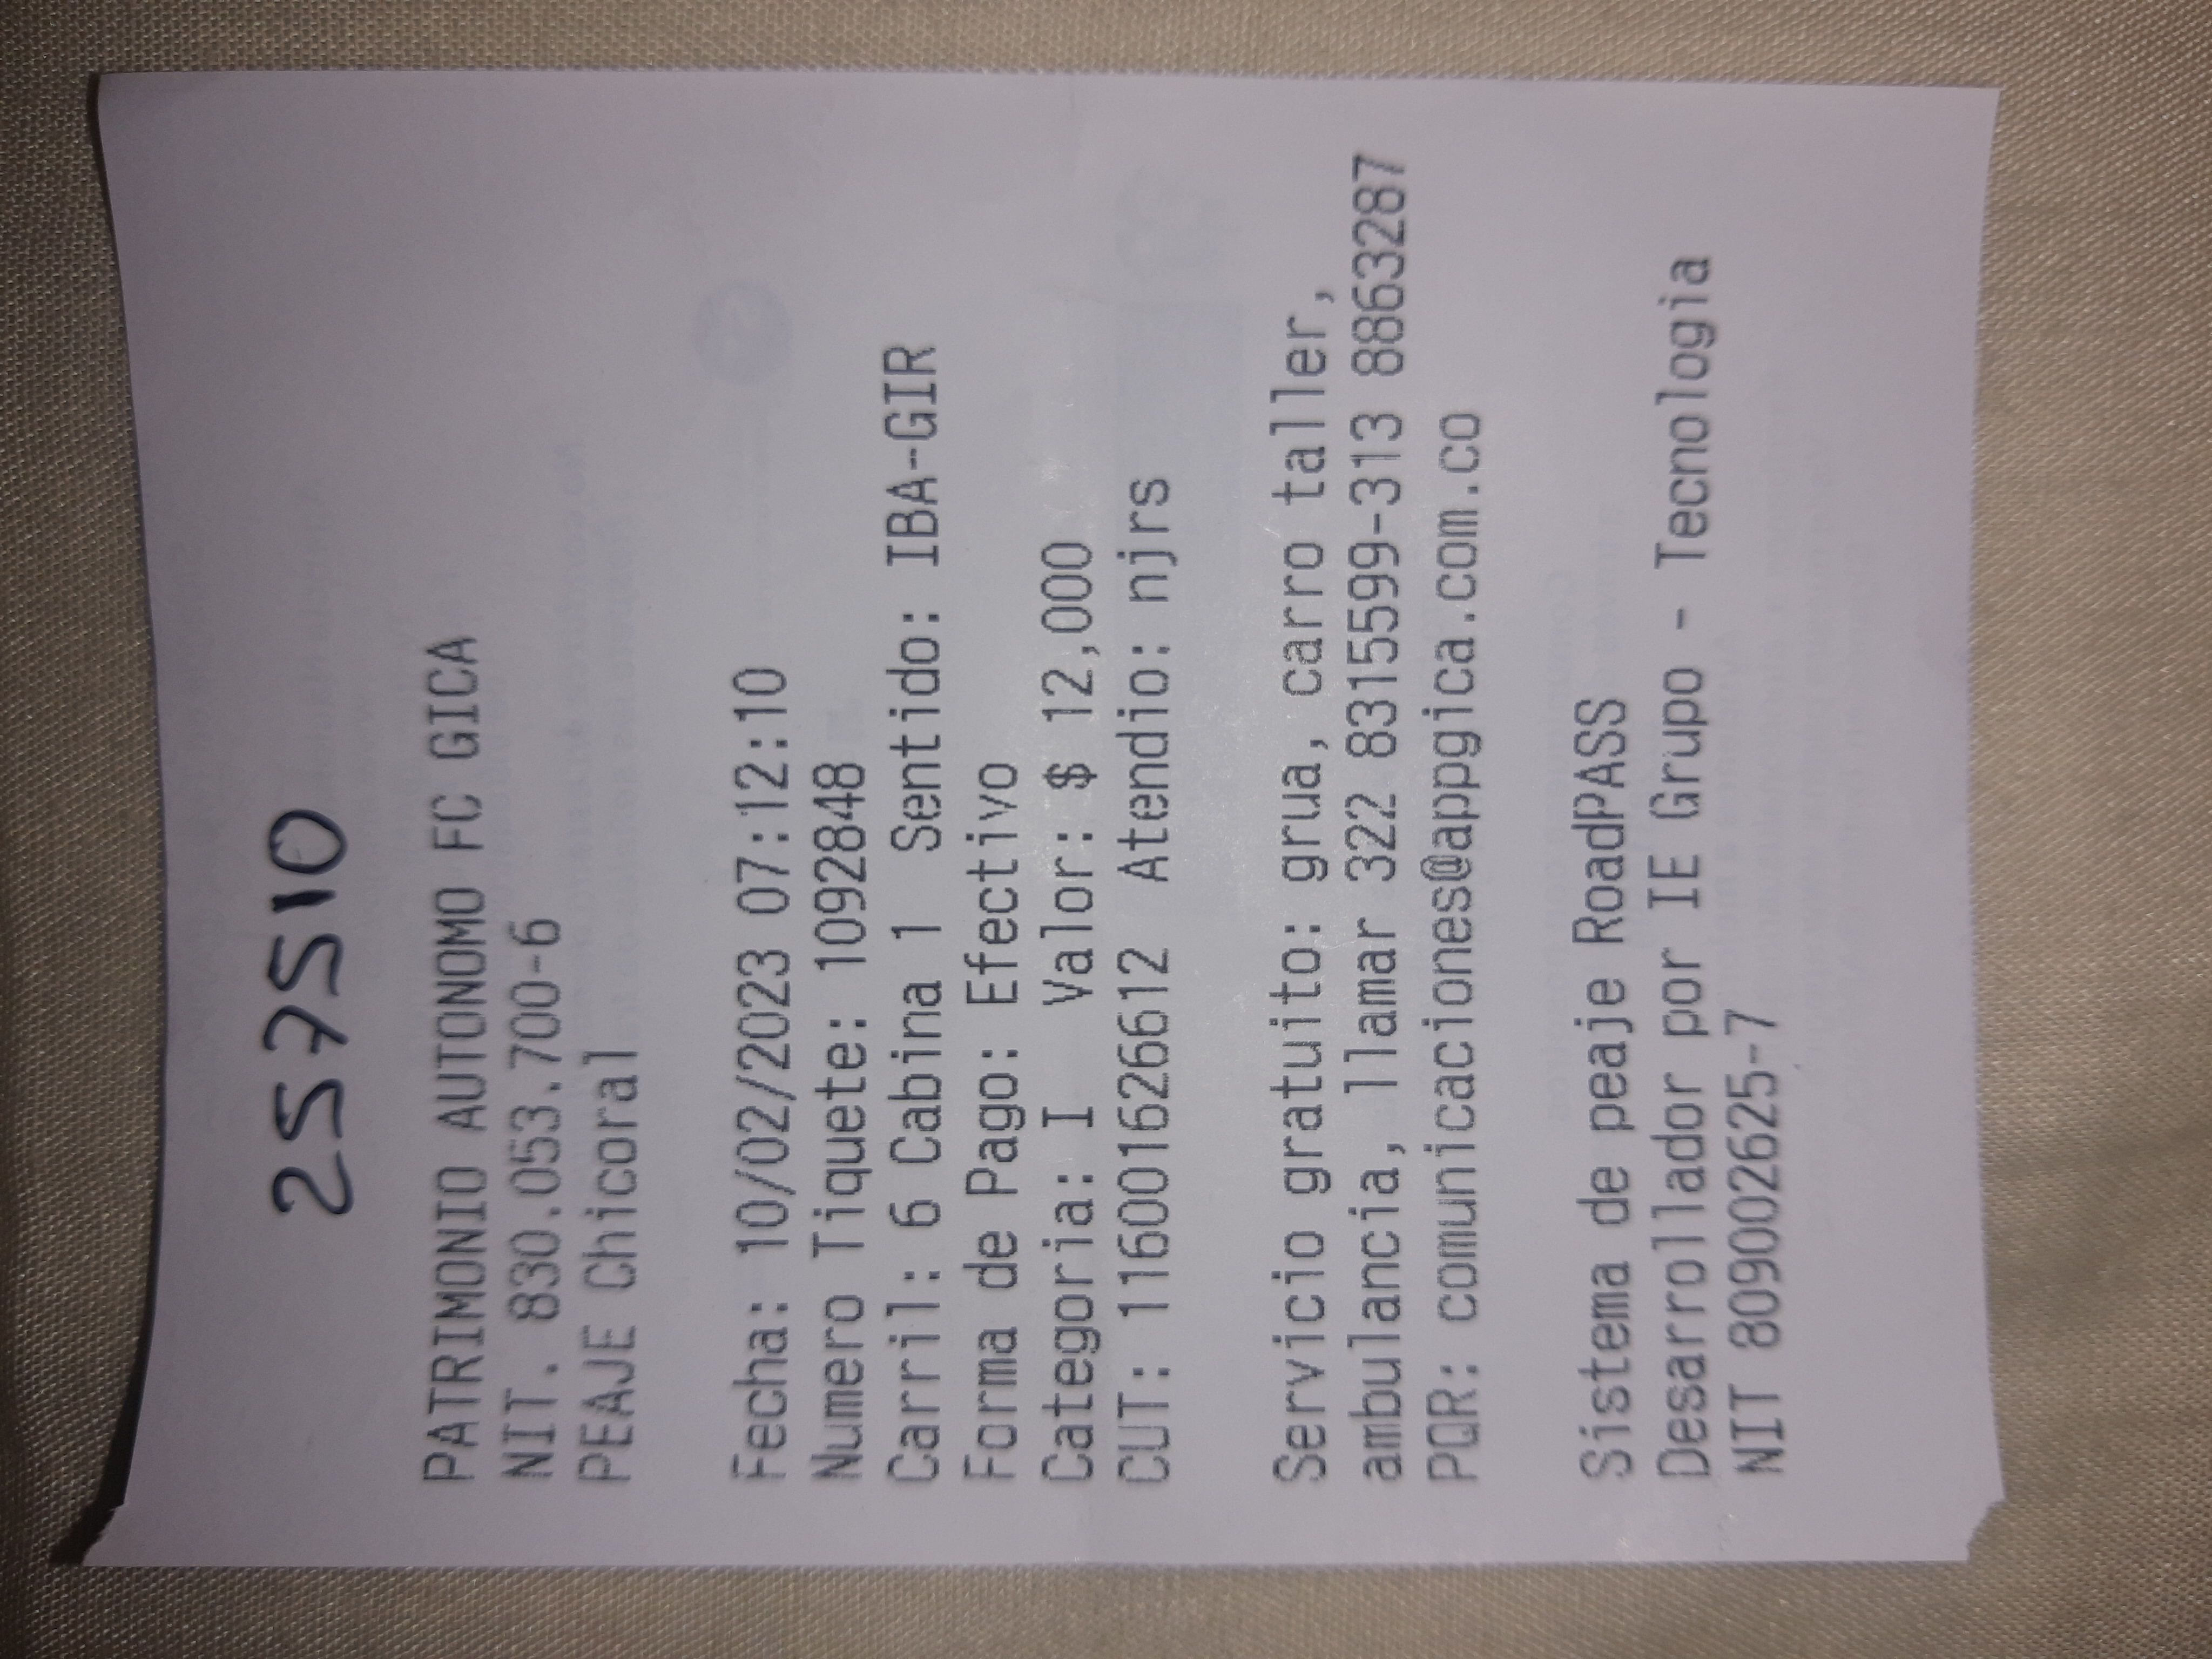 257510
PATRIMONIO AUTONOMO FC GICA
NIT. 830.053.700-6
PEAJE Chicoral
Fecha: 10/02/2023 07:12:10
Numero Tiquete: 1092848
Carril: 6 Cabina 1 Sentido: IBA-GIR
Forma de Pago: Efectivo
Categoria: I Valor: $ 12,000
CUT: 116001626612 Atendio: njrs
Servicio gratuito: grua, carro taller,
ambulancia, llamar 322 8315599-313 8863287
PQR: comunicaciones@appgica.com.co
Sistema de peaje RoadPASS
Desarrollador por IE Grupo - Tecnologia
NIT 809002625-7